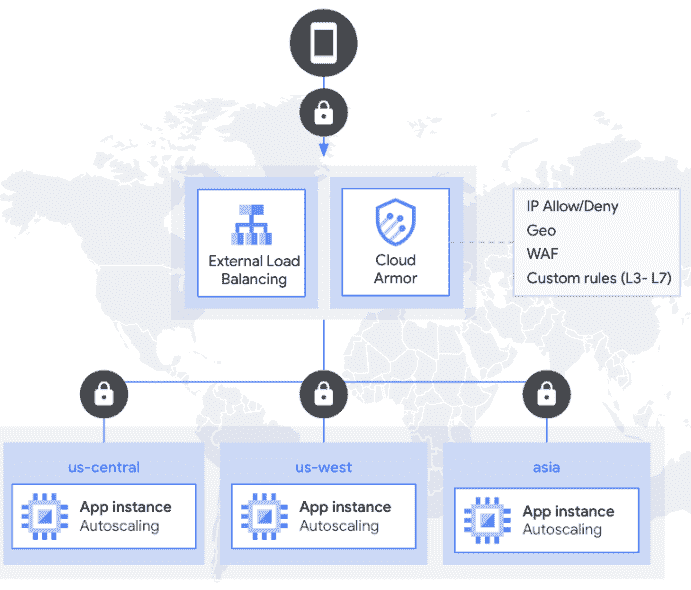 External Load
Balancing
Cloud
Armor
IP Allow/Deny
Geo
WAF
Custom rules (L3- L7)
us-central
App instance
Autoscaling
us-west
App instance
Autoscaling
asia
App instance
Autoscaling